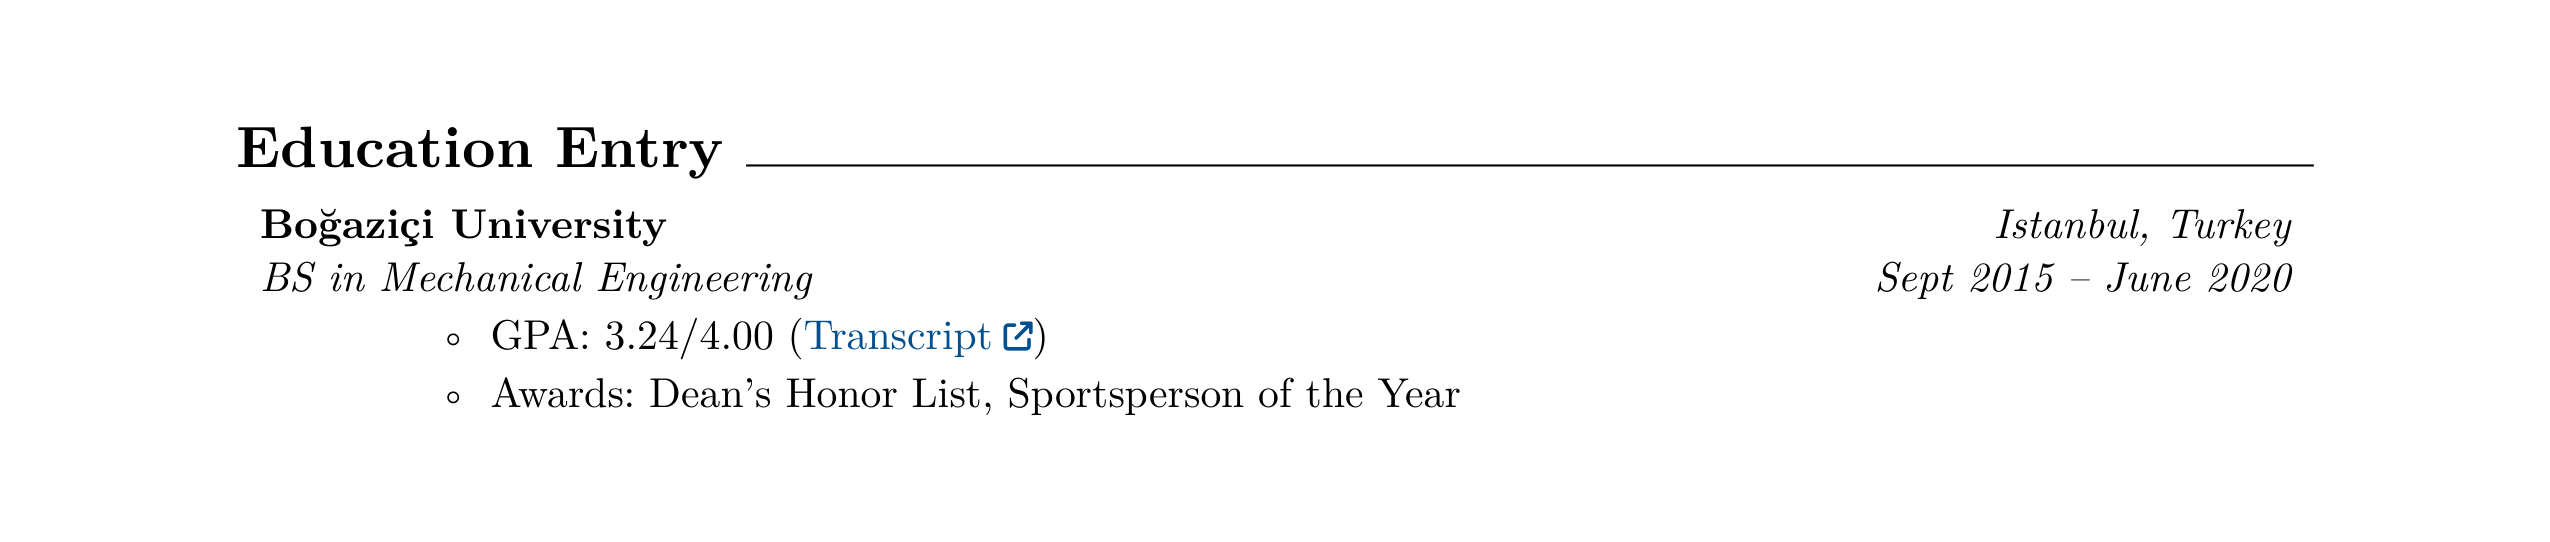 Education Entry
Boğaziçi University Istanbul, Turkey
BS in Mechanical Engineering Sept 2015 – June 2020
◦ GPA: 3.24/4.00 (Transcript)
◦ Awards: Dean’s Honor List, Sportsperson of the Year